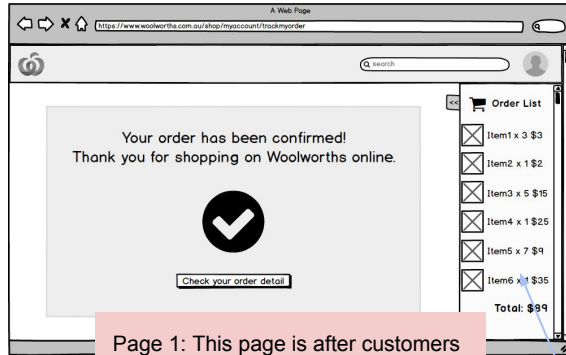 A Web Page
https://www.woolworths.com.au/shop/myaccount/trackmyorder
search
<<
Order List
Your order has been confirmed!
Thank you for shopping on Woolworths online.
Item1 x 3 $3
Item2 x 1 $2
Item3 x 5 $15
Item4 x 1 $25
Item5 x 7 $9
Item6 x 1 $35
Check your order detail
Total: $99
Page 1: This page is after customers